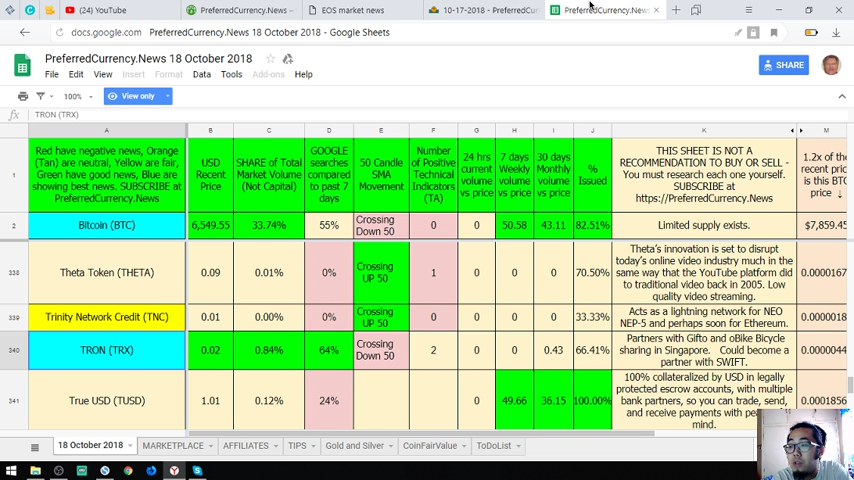 (24) YouTube
PreferredCurrency.News –
EOS market news
10-17-2018 - PreferredCurr
PreferredCurrency.New
docs.google.com PreferredCurrency.News 18 October 2018 - Google Sheets
PreferredCurrency.News 18 October 2018
File Edit View Insert Format Data Tools Add-ons Help
SHARE
100%
View only
fx TRON (TRX)
A B C D E F G H I J K M
1
Red have negative news, Orange
(Tan) are neutral, Yellow are fair,
Green have good news, Blue are
showing best news. SUBSCRIBE at
PreferredCurrency.News
USD
Recent
Price
SHARE of Total
Market Volume
(Not Capital)
GOOGLE
searches
compared
to past 7
days
50 Candle
SMA
Movement
Number
of Positive
Technical
Indicators
(TA)
24 hrs
current
volume
vs price
7 days
Weekly
volume
vs price
30 days
Monthly
volume
vs price
%
Issued
THIS SHEET IS NOT A
RECOMMENDATION TO BUY OR SELL -
You must research each one yourself.
SUBSCRIBE at
https://PreferredCurrency.News
1.2x of the
recent pric
is this BTC
price ↓
2
Bitcoin (BTC) 6,549.55 33.74% 55% Crossing
Down 50 0 0 50.58 43.11 82.51% Limited supply exists. $7,859.45
338
Theta Token (THETA) 0.09 0.01% 0% Crossing
UP 50 1 0 0 0 70.50%
Theta's innovation is set to disrupt
today's online video industry much in the
same way that the YouTube platform did
to traditional video back in 2005. Low
quality video streaming.
0.0000167
339
Trinity Network Credit (TNC) 0.01 0.00% 0% Crossing
UP 50 0 0 0 0 33.33%
Acts as a lightning network for NEO
NEP-5 and perhaps soon for Ethereum.
0.0000018
340
TRON (TRX) 0.02 0.84% 64% Crossing
Down 50 2 0 0 0.43 66.41%
Partners with Gifto and oBike Bicycle
sharing in Singapore. Could become a
partner with SWIFT.
0.0000044
341
True USD (TUSD) 1.01 0.12% 24% 0 49.66 36.15 100.00%
100% collateralized by USD in legally
protected escrow accounts, with multiple
bank partners, so you can trade, send,
and receive payments with peace of
mind.
0.0001856
18 October 2018 MARKETPLACE AFFILIATES TIPS Gold and Silver CoinFairValue ToDoList